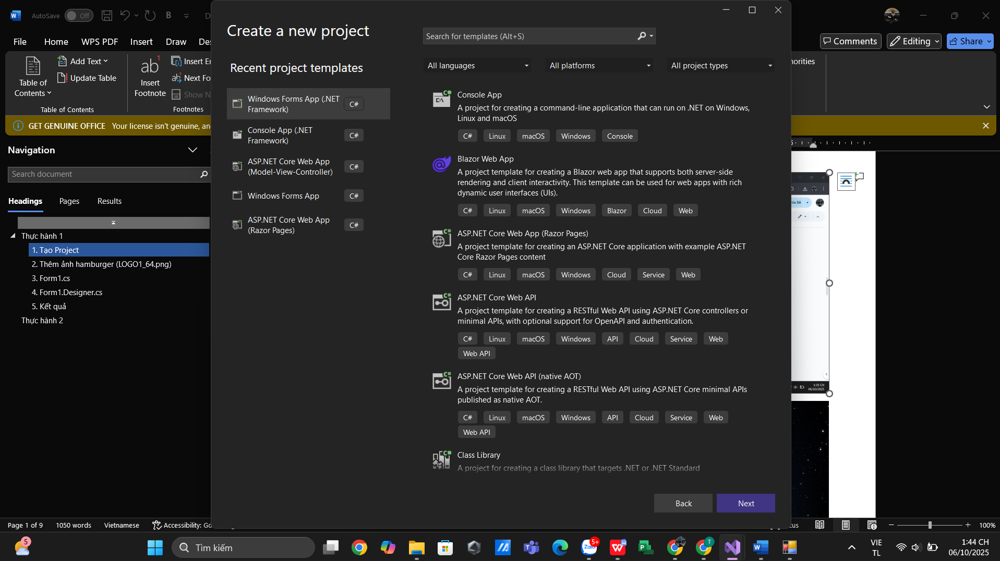 AutoSave
Off
B
File
Home
WPS PDF
Insert
Draw
Comments
Editing
Share
Table of
Contents
Add Text
Update Table
Table of Contents
ab
1
Insert
Footnote
Insert
Next
Show
Footnotes
GET GENUINE OFFICE
Your license isn't genuine,
Navigation
Search document
Headings
Pages
Results
Thực hành 1
1. Tạo Project
2. Thêm ảnh hamburger (LOGO1_64.png)
3. Form1.cs
4. Form1.Designer.cs
5. Kết quả
Thực hành 2
Create a new project
Recent project templates
Windows Forms App (.NET
Framework)
C#
Console App (.NET
Framework)
C#
ASP.NET Core Web App
(Model-View-Controller)
C#
Windows Forms App
C#
ASP.NET Core Web App
(Razor Pages)
C#
Search for templates (Alt+S)
All languages
All platforms
All project types
Console App
A project for creating a command-line application that can run on .NET on Windows,
Linux and macOS
C# Linux macOS Windows Console
Blazor Web App
A project template for creating a Blazor web app that supports both server-side
rendering and client interactivity. This template can be used for web apps with rich
dynamic user interfaces (UIs).
C# Linux macOS Windows Blazor Cloud Web
ASP.NET Core Web App (Razor Pages)
A project template for creating an ASP.NET Core application with example ASP.NET
Core Razor Pages content
C# Linux macOS Windows Cloud Service Web
ASP.NET Core Web API
A project template for creating a RESTful Web API using ASP.NET Core controllers or
minimal APIs, with optional support for OpenAPI and authentication.
C# Linux macOS Windows API Cloud Service Web
Web API
ASP.NET Core Web API (native AOT)
A project template for creating a RESTful Web API using ASP.NET Core minimal APIs
published as native AOT.
C# Linux macOS Windows API Cloud Service Web
Web API
Class Library
A project for creating a class library that targets .NET or .NET Standard
Back
Next
1:35 CH
06/10/2025
Page 1 of 9
1050 words
Vietnamese
Accessibility:
100%
5
Tìm kiếm
Zalo
5+
T
VIE
TL
1:44 CH
06/10/2025